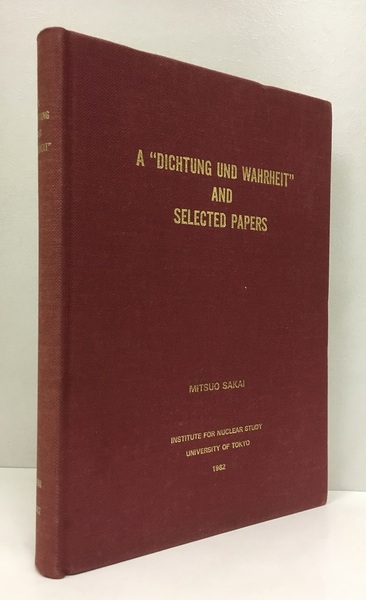 A "DICHTUNG UND WAHRHEIT"
AND
SELECTED PAPERS
MITSUO SAKAI
INSTITUTE FOR NUCLEAR STUDY
UNIVERSITY OF TOKYO
1982